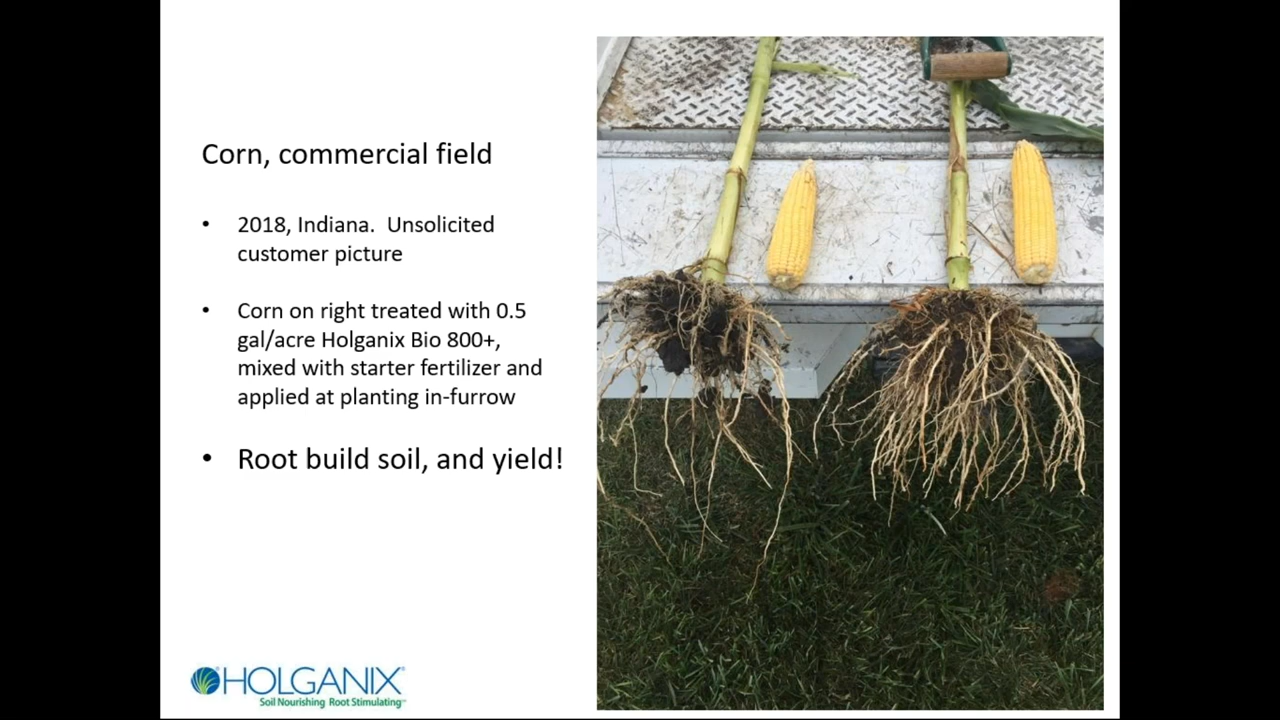 Corn, commercial field
• 2018, Indiana. Unsolicited
customer picture
• Corn on right treated with 0.5
gal/acre Holganix Bio 800+,
mixed with starter fertilizer and
applied at planting in-furrow
• Root build soil, and yield!
HOLGANIX
Soil Nourishing Root Stimulating